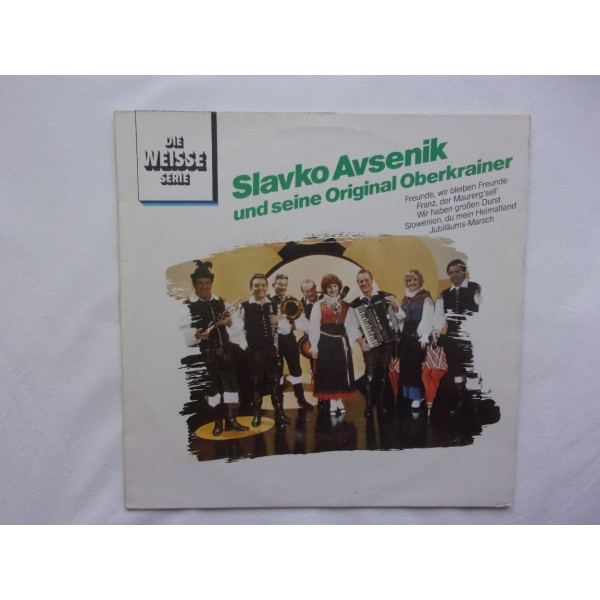 DIE
WEISSE
SERIE
Slavko Avsenik
und seine Original Oberkrainer
Freunde, wir bleiben Freunde
Franz, der Maurerg'sell'
Wir haben großen Durst
Slowenien, du mein Heimatland
Jubiläums-Marsch